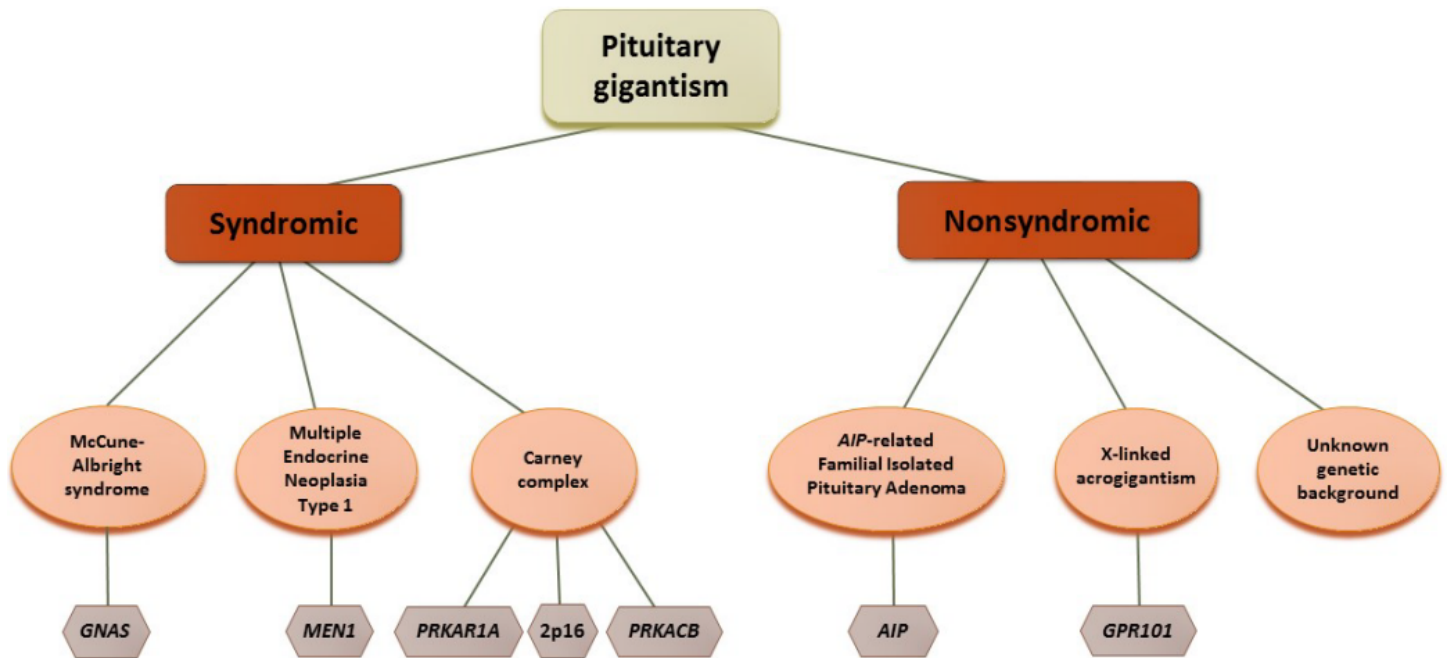 Pituitary
gigantism
Syndromic
Nonsyndromic
McCune-
Albright
syndrome
Multiple
Endocrine
Neoplasia
Type 1
Carney
complex
AIP-related
Familial Isolated
Pituitary Adenoma
X-linked
acrogigantism
Unknown
genetic
background
GNAS
MEN1
PRKAR1A
2p16
PRKACB
AIP
GPR101